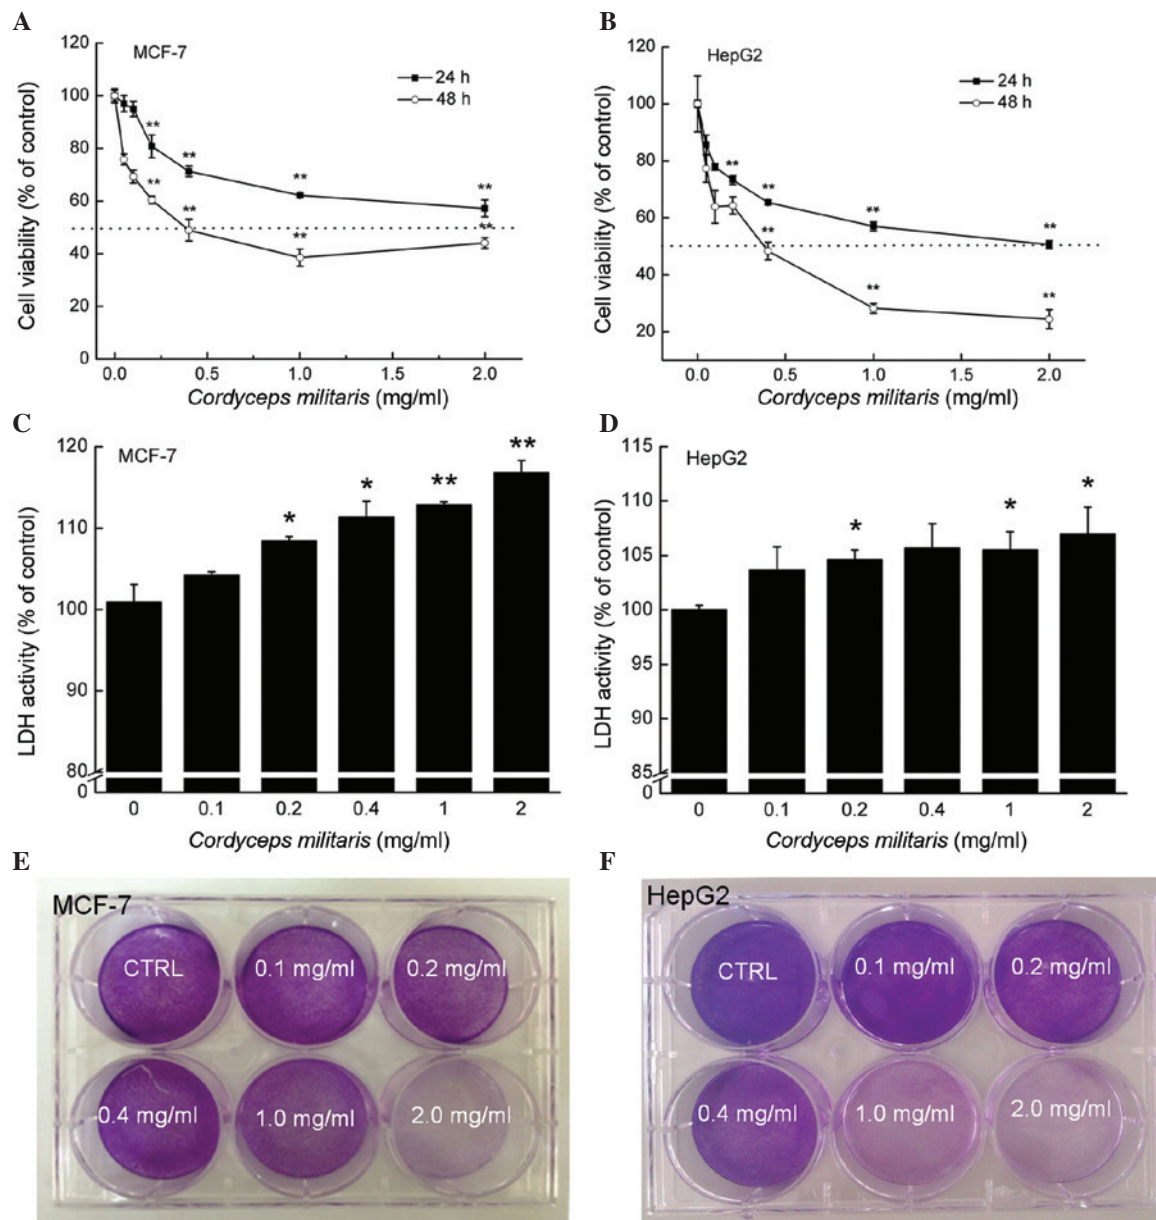 A
MCF-7
24 h
48 h
Cell viability (% of control)
120
100
80
60
40
20
0
** ** ** **
** ** ** **
0.0 0.5 1.0 1.5 2.0
Cordyceps militaris (mg/ml)
B
HepG2
24 h
48 h
Cell viability (% of control)
120
100
80
60
40
20
** ** ** **
** ** **
0.0 0.5 1.0 1.5 2.0
Cordyceps militaris (mg/ml)
C
MCF-7
LDH activity (% of control)
120
110
100
90
80
0
* * ** **
0 0.1 0.2 0.4 1 2
Cordyceps militaris (mg/ml)
D
HepG2
LDH activity (% of control)
115
110
105
100
95
90
85
0
* * *
0 0.1 0.2 0.4 1 2
Cordyceps militaris (mg/ml)
E
MCF-7
CTRL 0.1 mg/ml 0.2 mg/ml
0.4 mg/ml 1.0 mg/ml 2.0 mg/ml
F
HepG2
CTRL 0.1 mg/ml 0.2 mg/ml
0.4 mg/ml 1.0 mg/ml 2.0 mg/ml